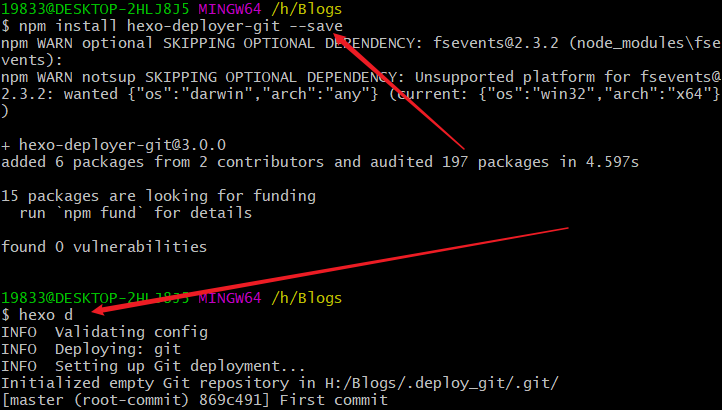 19833@DESKTOP-2HLJ8J5 MINGW64 /h/Blogs
$ npm install hexo-deployer-git --save
npm WARN optional SKIPPING OPTIONAL DEPENDENCY: fsevents@2.3.2 (node_modules\fse
vents):
npm WARN notsup SKIPPING OPTIONAL DEPENDENCY: Unsupported platform for fsevents@
2.3.2: wanted {"os":"darwin","arch":"any"} (current: {"os":"win32","arch":"x64"}
)
+ hexo-deployer-git@3.0.0
added 6 packages from 2 contributors and audited 197 packages in 4.597s
15 packages are looking for funding
  run `npm fund` for details
found 0 vulnerabilities
19833@DESKTOP-2HLJ8J5 MINGW64 /h/Blogs
$ hexo d
INFO  Validating config
INFO  Deploying: git
INFO  Setting up Git deployment...
Initialized empty Git repository in H:/Blogs/.deploy_git/.git/
[master (root-commit) 869c491] First commit